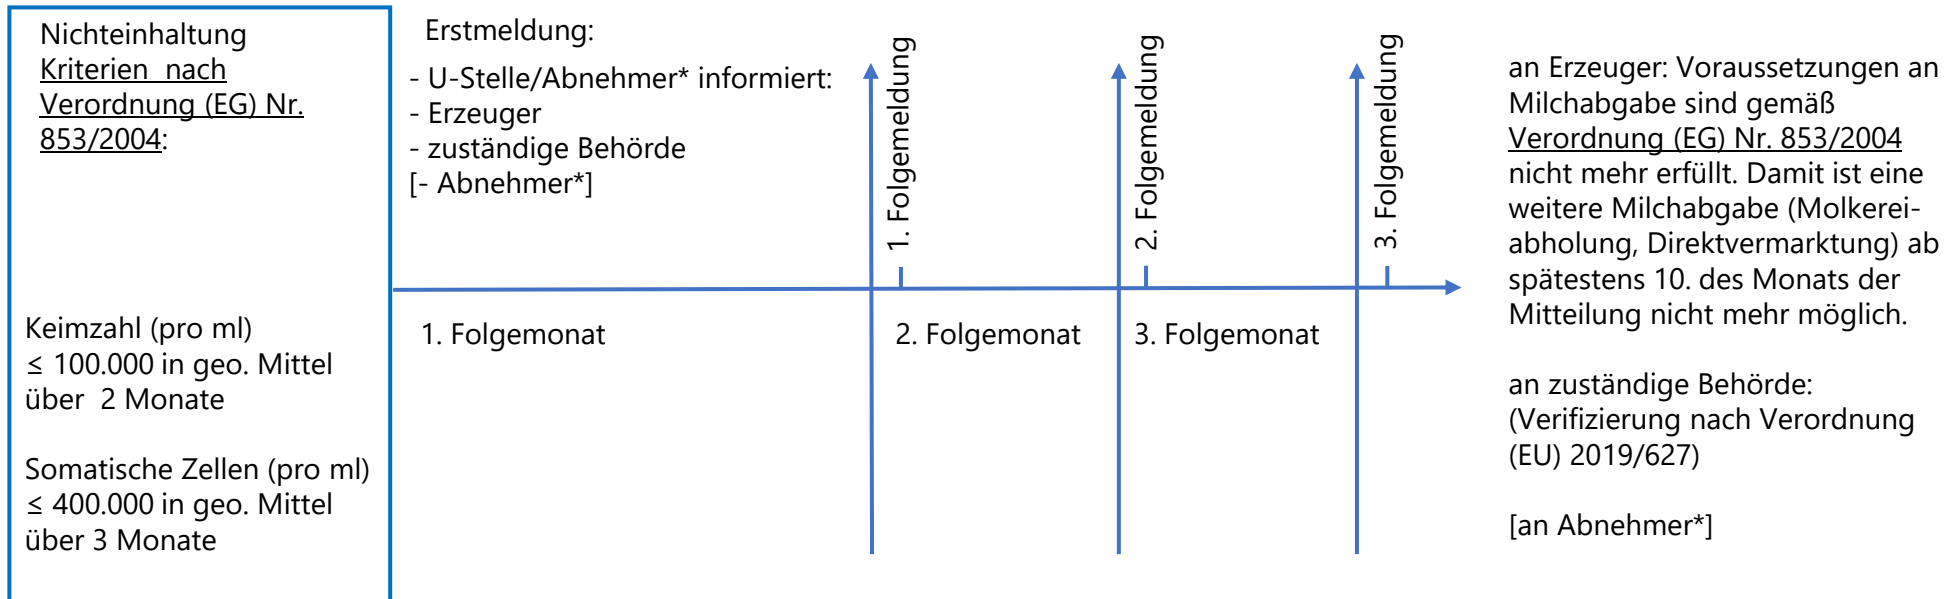 Nichteinhaltung
Kriterien nach
Verordnung (EG) Nr.
853/2004:
Keimzahl (pro ml)
≤ 100.000 in geo. Mittel
über 2 Monate
Somatische Zellen (pro ml)
≤ 400.000 in geo. Mittel
über 3 Monate
Erstmeldung:
- U-Stelle/Abnehmer* informiert:
- Erzeuger
- zuständige Behörde
[- Abnehmer*]
1. Folgemeldung
2. Folgemeldung
3. Folgemeldung
1. Folgemonat
2. Folgemonat
3. Folgemonat
an Erzeuger: Voraussetzungen an
Milchabgabe sind gemäß
Verordnung (EG) Nr. 853/2004
nicht mehr erfüllt. Damit ist eine
weitere Milchabgabe (Molkerei-
abholung, Direktvermarktung) ab
spätestens 10. des Monats der
Mitteilung nicht mehr möglich.
an zuständige Behörde:
(Verifizierung nach Verordnung
(EU) 2019/627)
[an Abnehmer*]